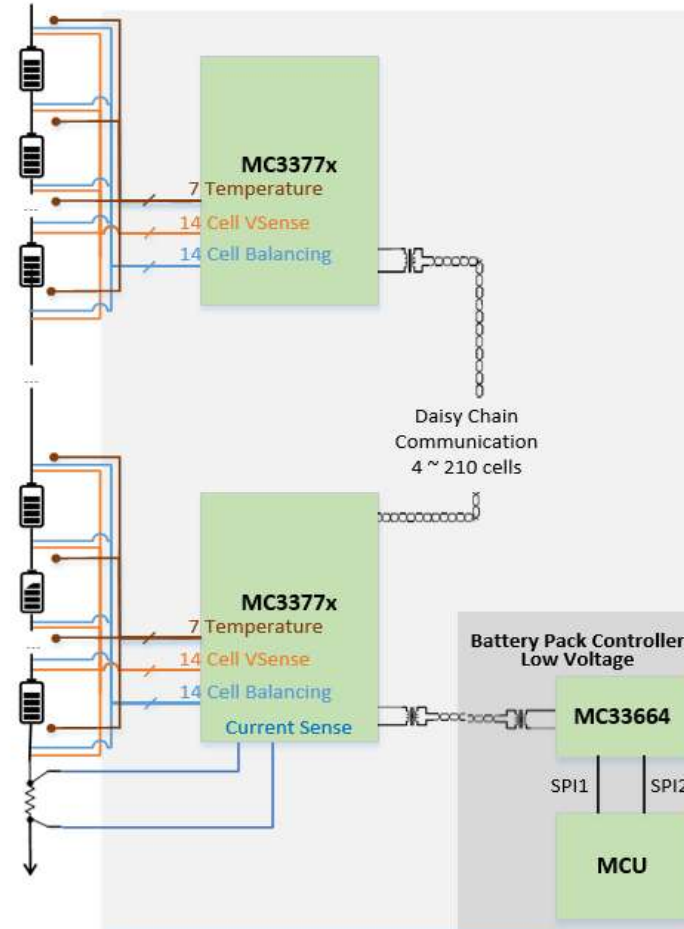 MC3377x
7 Temperature
14 Cell VSense
14 Cell Balancing
Daisy Chain
Communication
4 ~ 210 cells
MC3377x
7 Temperature
14 Cell VSense
14 Cell Balancing
Current Sense
Battery Pack Controller
Low Voltage
MC33664
SPI1
SPI2
MCU